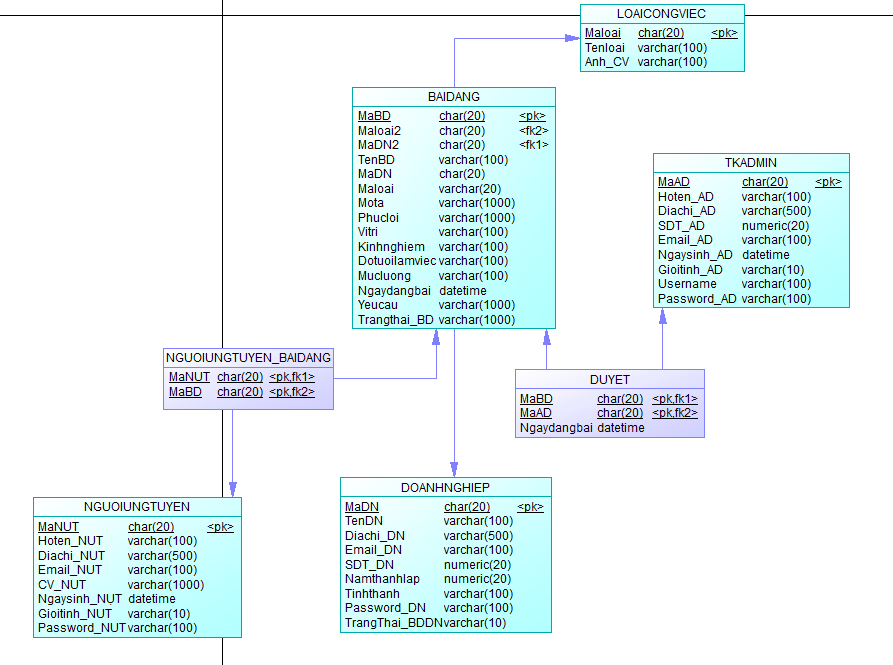 LOAICONGVIEC
Maloai char(20) <pk>
Tenloai varchar(100)
Anh_CV varchar(100)
BAIDANG
MaBD char(20) <pk>
Maloai2 char(20) <fk2>
MaDN2 char(20) <fk1>
TenBD varchar(100)
MaDN char(20)
Maloai varchar(20)
Mota varchar(1000)
Phucloi varchar(1000)
Vitri varchar(100)
Kinhnghiem varchar(100)
Dotuoilamviec varchar(100)
Mucluong varchar(100)
Ngaydangbai datetime
Yeucau varchar(1000)
Trangthai_BD varchar(1000)
TKADMIN
MaAD char(20) <pk>
Hoten_AD varchar(100)
Diachi_AD varchar(500)
SDT_AD numeric(20)
Email_AD varchar(100)
Ngaysinh_AD datetime
Gioitinh_AD varchar(10)
Username varchar(100)
Password_AD varchar(100)
NGUOIUNGTUYEN_BAIDANG
MaNUT char(20) <pk,fk1>
MaBD char(20) <pk,fk2>
DUYET
MaBD char(20) <pk,fk1>
MaAD char(20) <pk,fk2>
Ngaydangbai datetime
NGUOIUNGTUYEN
MaNUT char(20) <pk>
Hoten_NUT varchar(100)
Diachi_NUT varchar(500)
Email_NUT varchar(100)
CV_NUT varchar(1000)
Ngaysinh_NUT datetime
Gioitinh_NUT varchar(10)
Password_NUT varchar(100)
DOANHNGHIEP
MaDN char(20) <pk>
TenDN varchar(100)
Diachi_DN varchar(500)
Email_DN varchar(100)
SDT_DN numeric(20)
Namthanhlap numeric(20)
Tinhthanh varchar(100)
Password_DN varchar(100)
TrangThai_BDDN varchar(10)